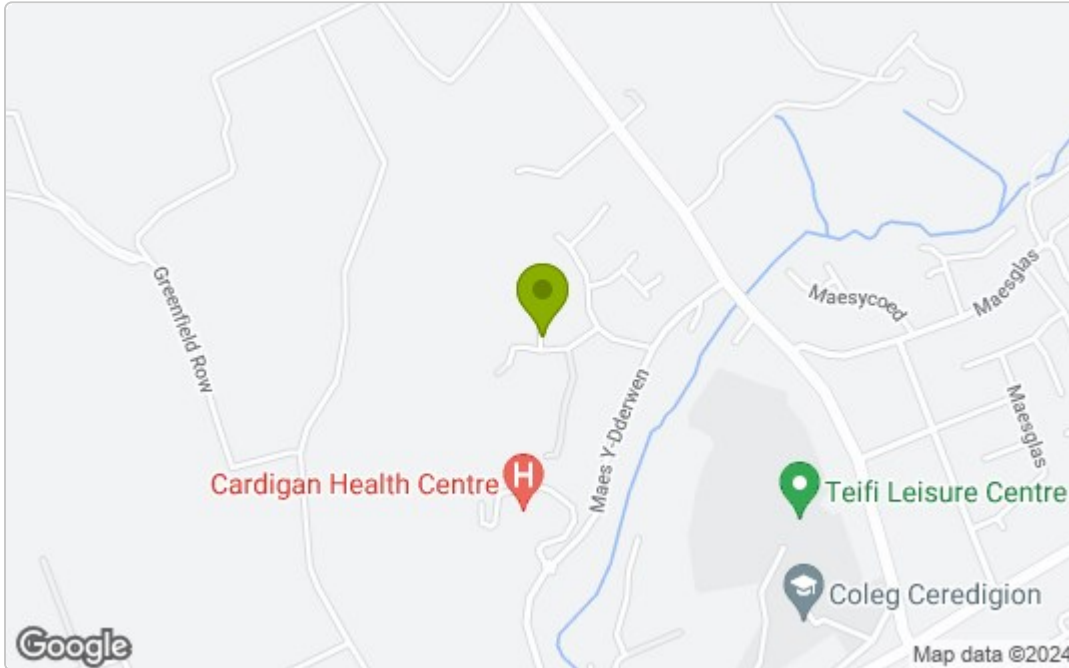 Greenfield Row
Maesycoed
Maesglas
Maesglas
Maes Y-Dderwen
Cardigan Health Centre
H
Teifi Leisure Centre
Coleg Ceredigion
Google
Map data ©2024